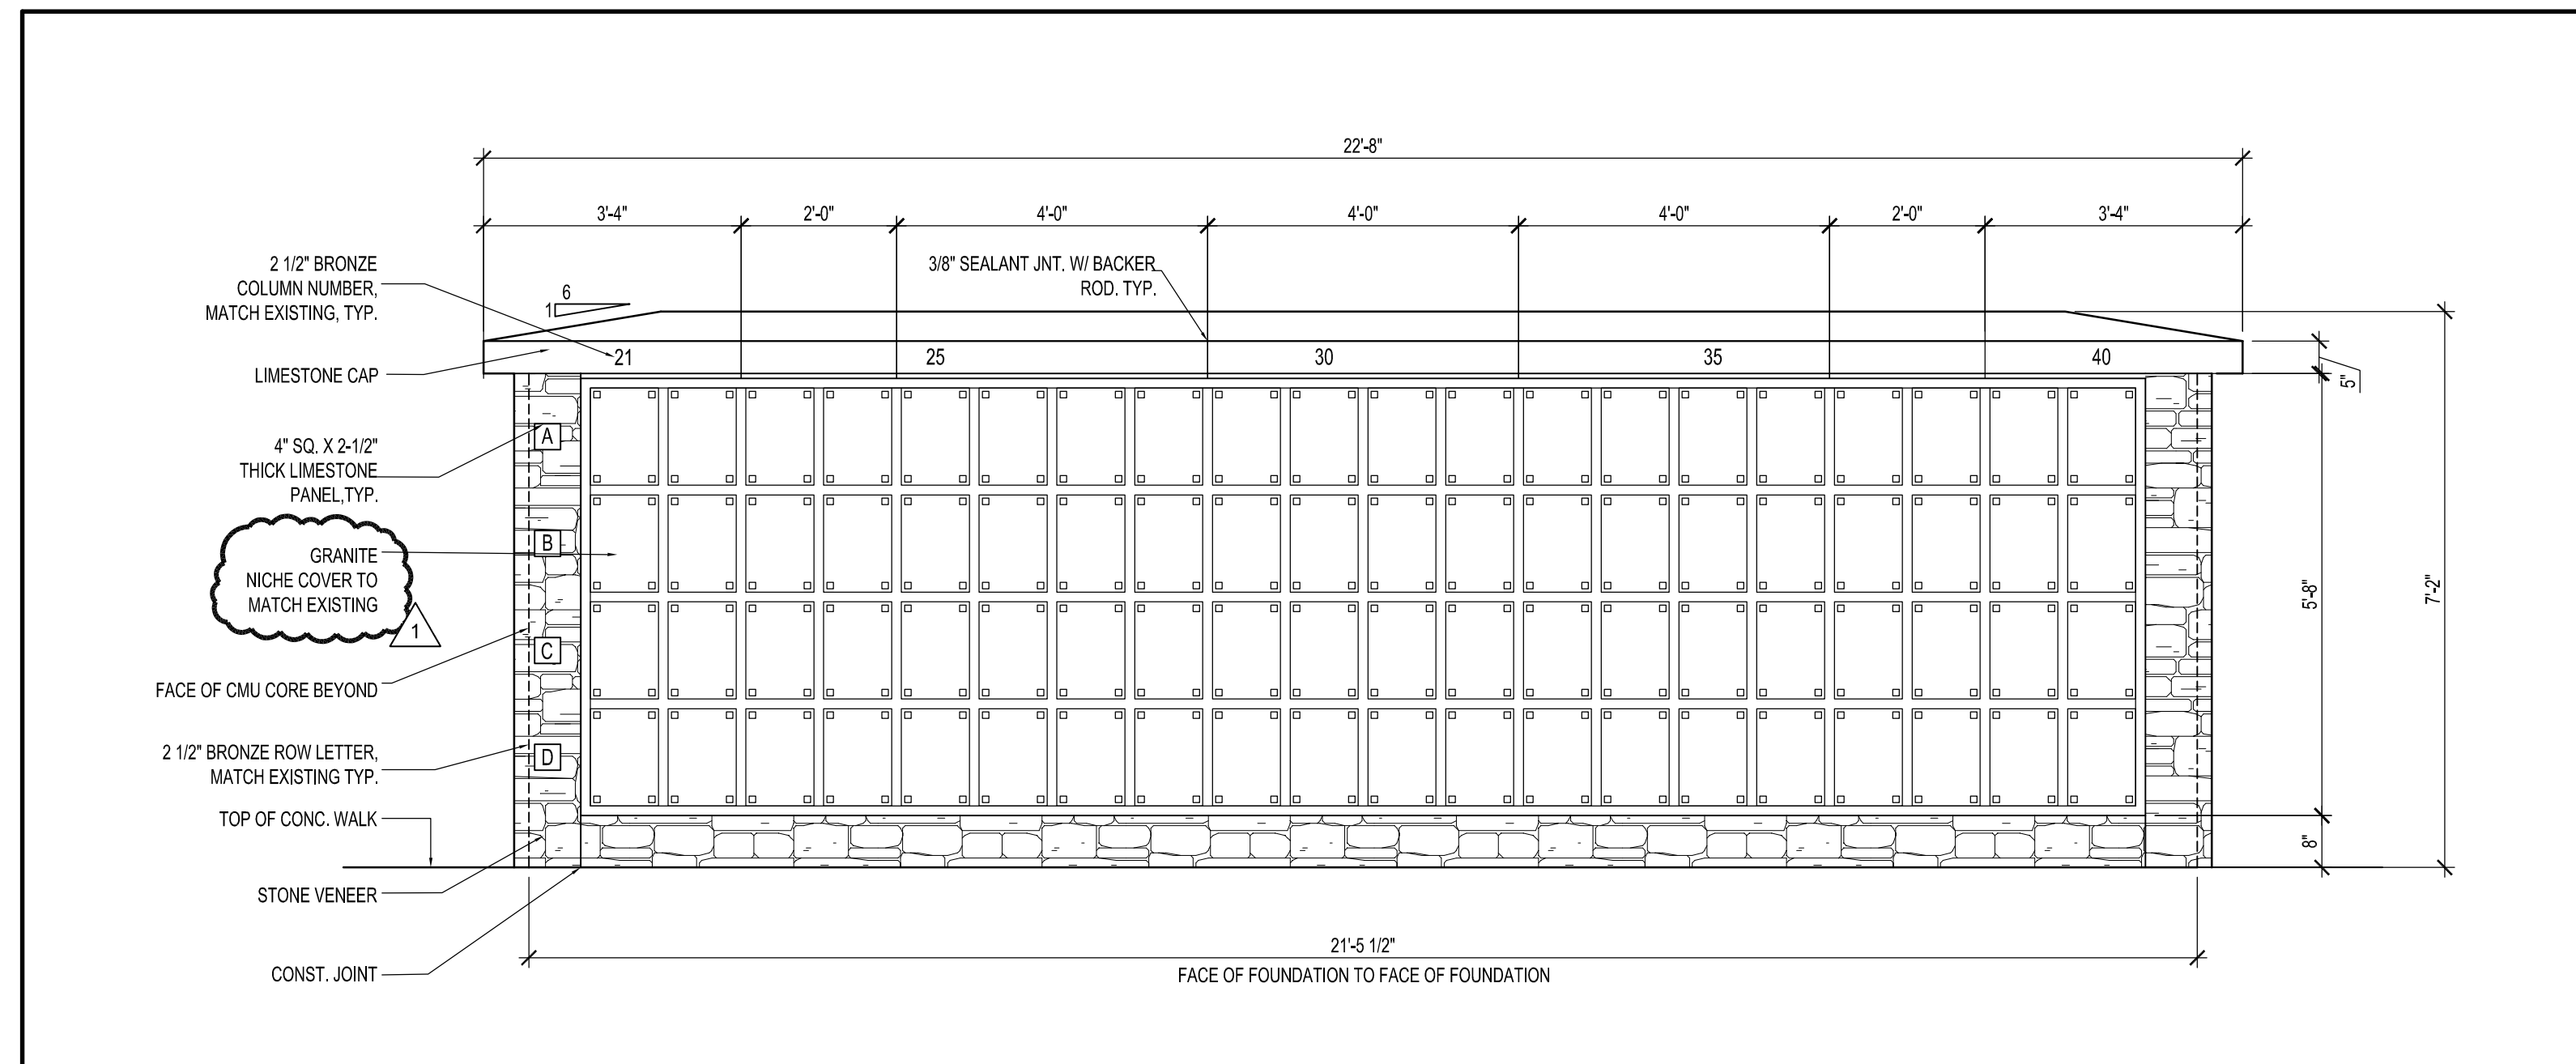 22'-8"
3'-4"
2'-0"
4'-0"
4'-0"
4'-0"
2'-0"
3'-4"
2 1/2" BRONZE
COLUMN NUMBER,
MATCH EXISTING, TYP.
3/8" SEALANT JNT. W/ BACKER
ROD. TYP.
6
1
21
25
30
35
40
LIMESTONE CAP
5"
4" SQ. X 2-1/2"
THICK LIMESTONE
PANEL,TYP.
A
GRANITE
NICHE COVER TO
MATCH EXISTING
1
B
5'-8"
7'-2"
C
FACE OF CMU CORE BEYOND
2 1/2" BRONZE ROW LETTER,
MATCH EXISTING TYP.
D
TOP OF CONC. WALK
8"
STONE VENEER
CONST. JOINT
21'-5 1/2"
FACE OF FOUNDATION TO FACE OF FOUNDATION